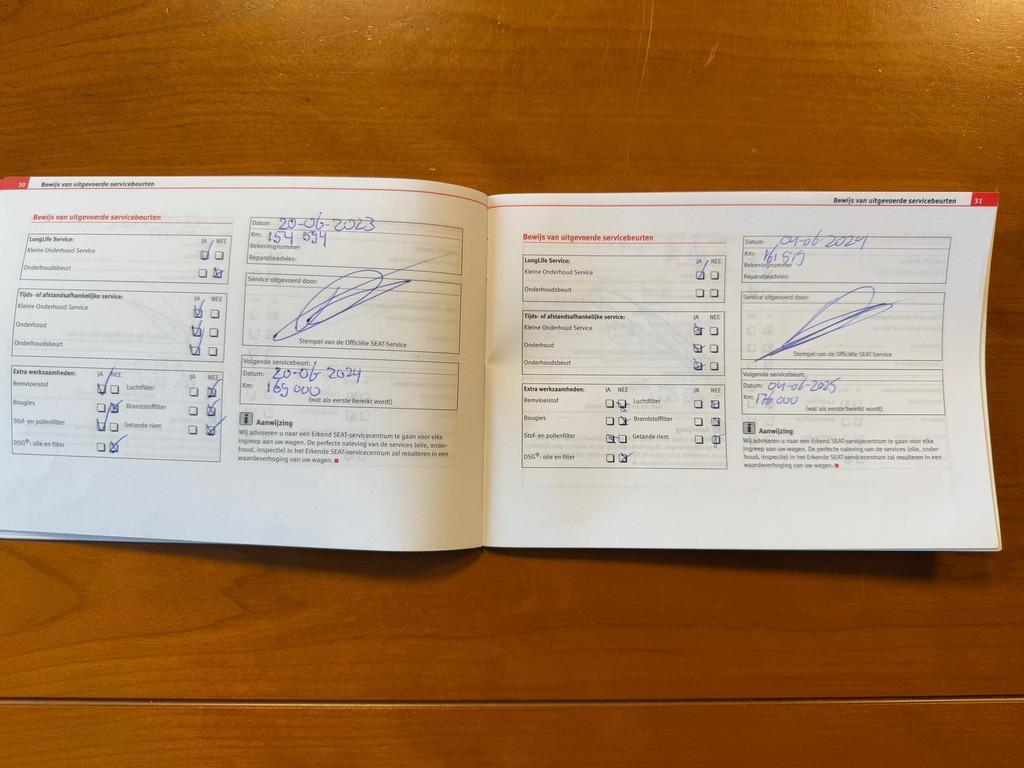 30 Bewijs van uitgevoerde servicebeurten
Bewijs van uitgevoerde servicebeurten
LongLife Service: JA NEE
Kleine Onderhoud Service
Onderhoudsbeurt
Tijds- of afstandsafhankelijke service: JA NEE
Kleine Onderhoud Service
Onderhoud
Onderhoudsbeurt
Extra werkzaamheden: JA NEE JA NEE
Remvloeistof Luchtfilter
Bougies Brandstoffilter
Stof- en pollenfilter Getande riem
DSG®: olie en filter
Datum: 20-06-2023
Km: 154 594
Rekeningnummer
Reparatieadvies:
Service uitgevoerd door:
Stempel van de Officiële SEAT-Service
Volgende servicebeurt:
Datum: 20-06-2024
Km: 169 000
(wat als eerste bereikt wordt)
i Aanwijzing
Wij adviseren u naar een Erkend SEAT-servicecentrum te gaan voor elke
ingreep aan uw wagen. De perfecte naleving van de services (olie, onder-
houd, inspectie) in het Erkende SEAT-servicecentrum zal resulteren in een
waardeverhoging van uw wagen.
Bewijs van uitgevoerde servicebeurten 31
Bewijs van uitgevoerde servicebeurten
LongLife Service: JA NEE
Kleine Onderhoud Service
Onderhoudsbeurt
Tijds- of afstandsafhankelijke service: JA NEE
Kleine Onderhoud Service
Onderhoud
Onderhoudsbeurt
Extra werkzaamheden: JA NEE JA NEE
Remvloeistof Luchtfilter
Bougies Brandstoffilter
Stof- en pollenfilter Getande riem
DSG®: olie en filter
Datum: 04-06-2024
Km: 161 519
Rekeningnummer
Reparatieadvies:
Service uitgevoerd door:
Stempel van de Officiële SEAT-Service
Volgende servicebeurt:
Datum: 04-06-2025
Km: 176 000
(wat als eerste bereikt wordt)
i Aanwijzing
Wij adviseren u naar een Erkend SEAT-servicecentrum te gaan voor elke
ingreep aan uw wagen. De perfecte naleving van de services (olie, onder-
houd, inspectie) in het Erkende SEAT-servicecentrum zal resulteren in een
waardeverhoging van uw wagen.